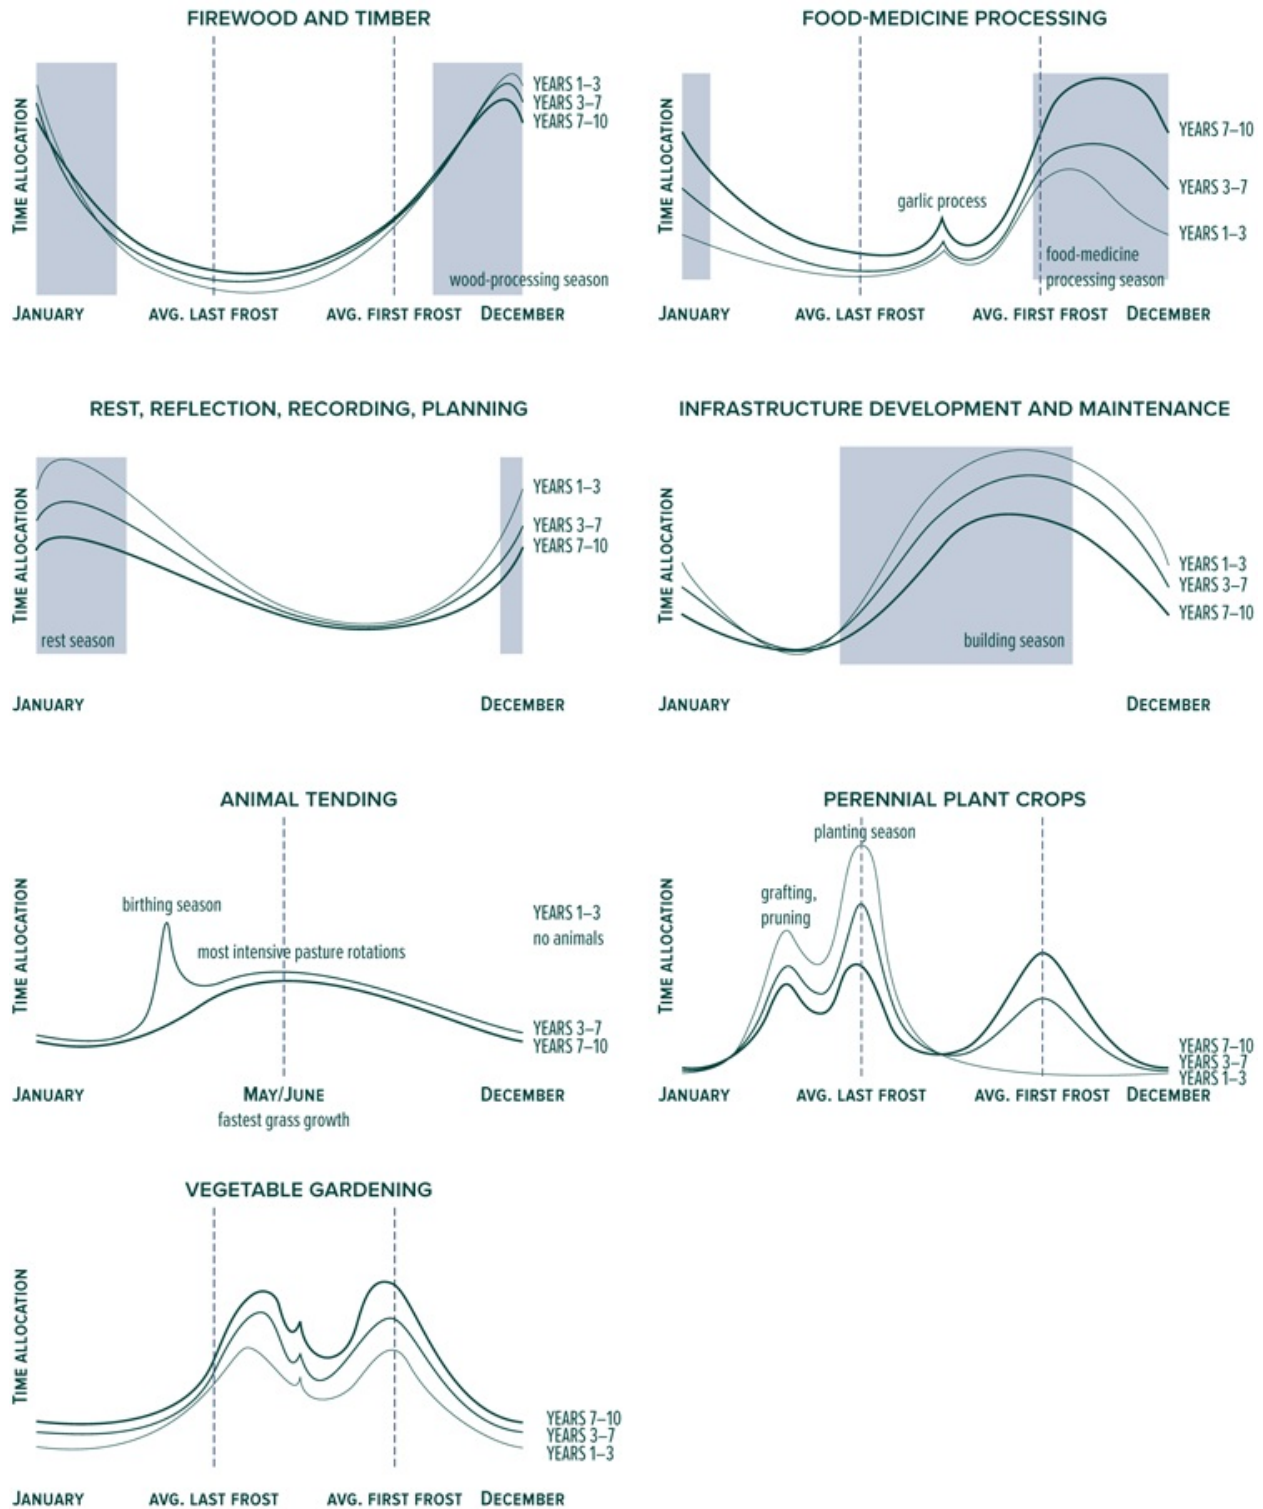 FIREWOOD AND TIMBER
TIME ALLOCATION
YEARS 1–3
YEARS 3–7
YEARS 7–10
wood-processing season
JANUARY
AVG. LAST FROST
AVG. FIRST FROST
DECEMBER
FOOD-MEDICINE PROCESSING
TIME ALLOCATION
garlic process
YEARS 7–10
YEARS 3–7
YEARS 1–3
food-medicine
processing season
JANUARY
AVG. LAST FROST
AVG. FIRST FROST
DECEMBER
REST, REFLECTION, RECORDING, PLANNING
TIME ALLOCATION
YEARS 1–3
YEARS 3–7
YEARS 7–10
rest season
JANUARY
DECEMBER
INFRASTRUCTURE DEVELOPMENT AND MAINTENANCE
TIME ALLOCATION
YEARS 1–3
YEARS 3–7
YEARS 7–10
building season
JANUARY
DECEMBER
ANIMAL TENDING
TIME ALLOCATION
birthing season
most intensive pasture rotations
YEARS 1–3
no animals
YEARS 3–7
YEARS 7–10
JANUARY
MAY/JUNE
fastest grass growth
DECEMBER
PERENNIAL PLANT CROPS
TIME ALLOCATION
planting season
grafting,
pruning
YEARS 7–10
YEARS 3–7
YEARS 1–3
JANUARY
AVG. LAST FROST
AVG. FIRST FROST
DECEMBER
VEGETABLE GARDENING
TIME ALLOCATION
YEARS 7–10
YEARS 3–7
YEARS 1–3
JANUARY
AVG. LAST FROST
AVG. FIRST FROST
DECEMBER